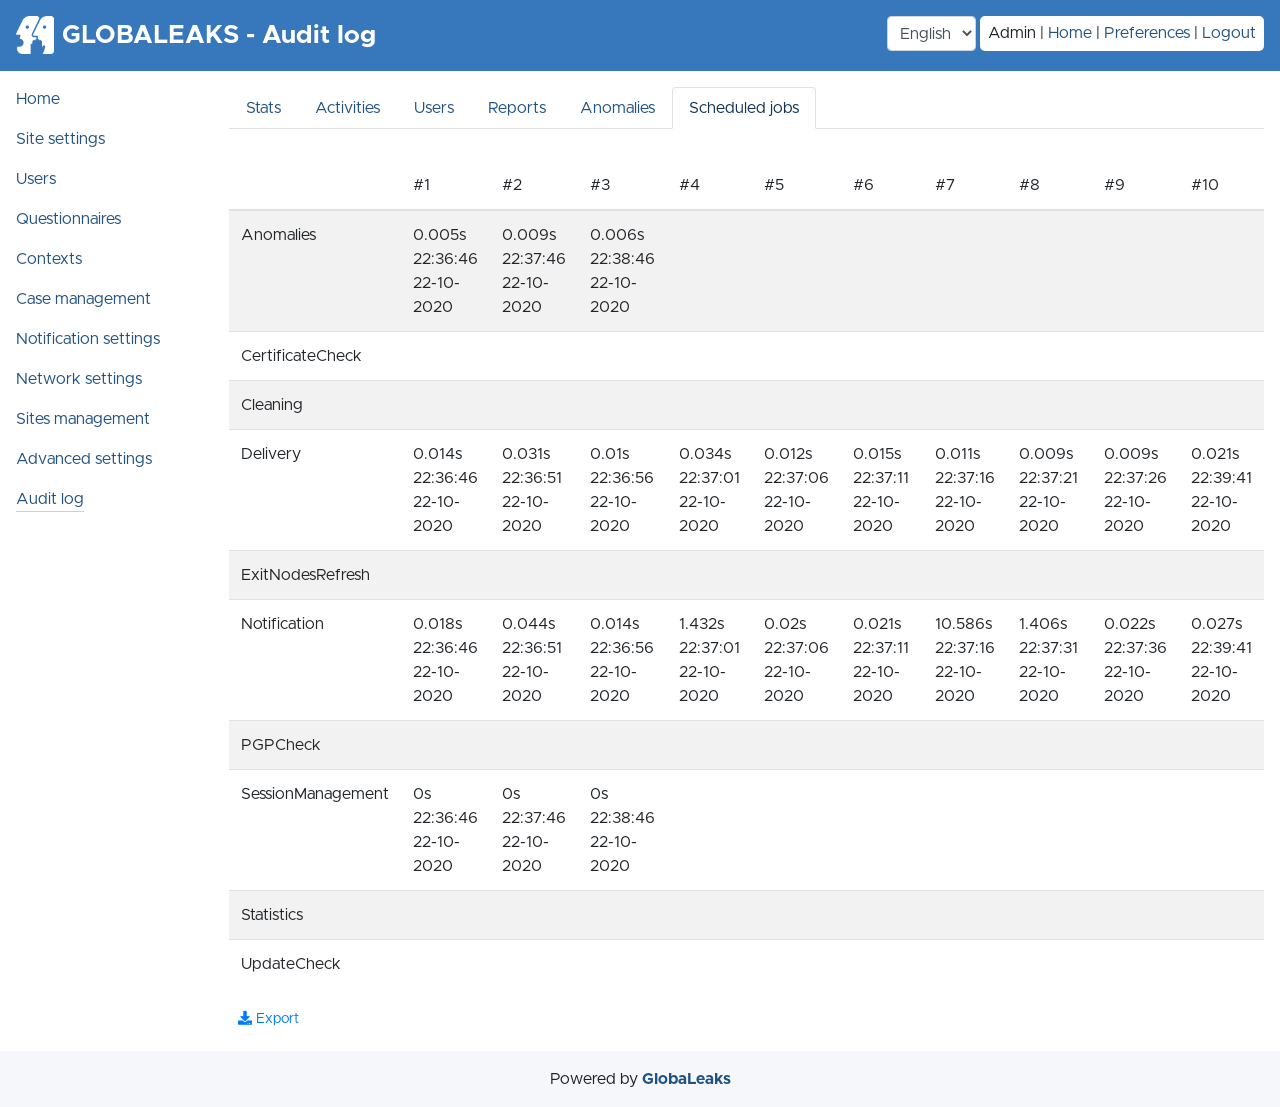 GLOBALEAKS - Audit log
English
Admin | Home | Preferences | Logout
Home
Site settings
Users
Questionnaires
Contexts
Case management
Notification settings
Network settings
Sites management
Advanced settings
Audit log
Stats Activities Users Reports Anomalies Scheduled jobs
#1 #2 #3 #4 #5 #6 #7 #8 #9 #10
Anomalies 0.005s 0.009s 0.006s
22:36:46 22:37:46 22:38:46
22-10- 22-10- 22-10-
2020 2020 2020
CertificateCheck
Cleaning
Delivery 0.014s 0.031s 0.01s 0.034s 0.012s 0.015s 0.011s 0.009s 0.009s 0.021s
22:36:46 22:36:51 22:36:56 22:37:01 22:37:06 22:37:11 22:37:16 22:37:21 22:37:26 22:39:41
22-10- 22-10- 22-10- 22-10- 22-10- 22-10- 22-10- 22-10- 22-10- 22-10-
2020 2020 2020 2020 2020 2020 2020 2020 2020 2020
ExitNodesRefresh
Notification 0.018s 0.044s 0.014s 1.432s 0.02s 0.021s 10.586s 1.406s 0.022s 0.027s
22:36:46 22:36:51 22:36:56 22:37:01 22:37:06 22:37:11 22:37:16 22:37:31 22:37:36 22:39:41
22-10- 22-10- 22-10- 22-10- 22-10- 22-10- 22-10- 22-10- 22-10- 22-10-
2020 2020 2020 2020 2020 2020 2020 2020 2020 2020
PGPCheck
SessionManagement 0s 0s 0s
22:36:46 22:37:46 22:38:46
22-10- 22-10- 22-10-
2020 2020 2020
Statistics
UpdateCheck
Export
Powered by GlobaLeaks